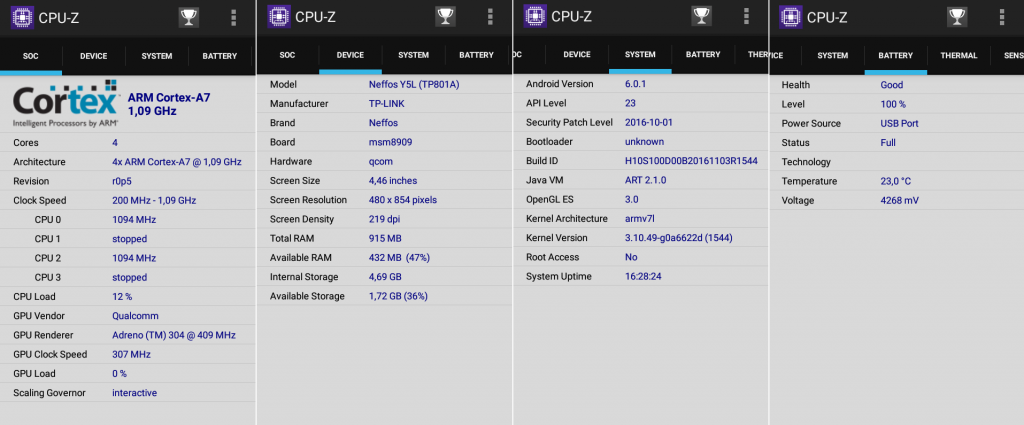 CPU-Z
SOC DEVICE SYSTEM BATTERY
Cortex
Intelligent Processors by ARM®
ARM Cortex-A7
1,09 GHz
Cores 4
Architecture 4x ARM Cortex-A7 @ 1,09 GHz
Revision r0p5
Clock Speed 200 MHz - 1,09 GHz
CPU 0 1094 MHz
CPU 1 stopped
CPU 2 1094 MHz
CPU 3 stopped
CPU Load 12 %
GPU Vendor Qualcomm
GPU Renderer Adreno (TM) 304 @ 409 MHz
GPU Clock Speed 307 MHz
GPU Load 0 %
Scaling Governor interactive
CPU-Z
SOC DEVICE SYSTEM BATTERY
Model Neffos Y5L (TP801A)
Manufacturer TP-LINK
Brand Neffos
Board msm8909
Hardware qcom
Screen Size 4,46 inches
Screen Resolution 480 x 854 pixels
Screen Density 219 dpi
Total RAM 915 MB
Available RAM 432 MB (47%)
Internal Storage 4,69 GB
Available Storage 1,72 GB (36%)
CPU-Z
OC DEVICE SYSTEM BATTERY THER
Android Version 6.0.1
API Level 23
Security Patch Level 2016-10-01
Bootloader unknown
Build ID H10S100D00B20161103R1544
Java VM ART 2.1.0
OpenGL ES 3.0
Kernel Architecture armv7l
Kernel Version 3.10.49-g0a6622d (1544)
Root Access No
System Uptime 16:28:24
CPU-Z
ICE SYSTEM BATTERY THERMAL SENS
Health Good
Level 100 %
Power Source USB Port
Status Full
Technology
Temperature 23,0 °C
Voltage 4268 mV